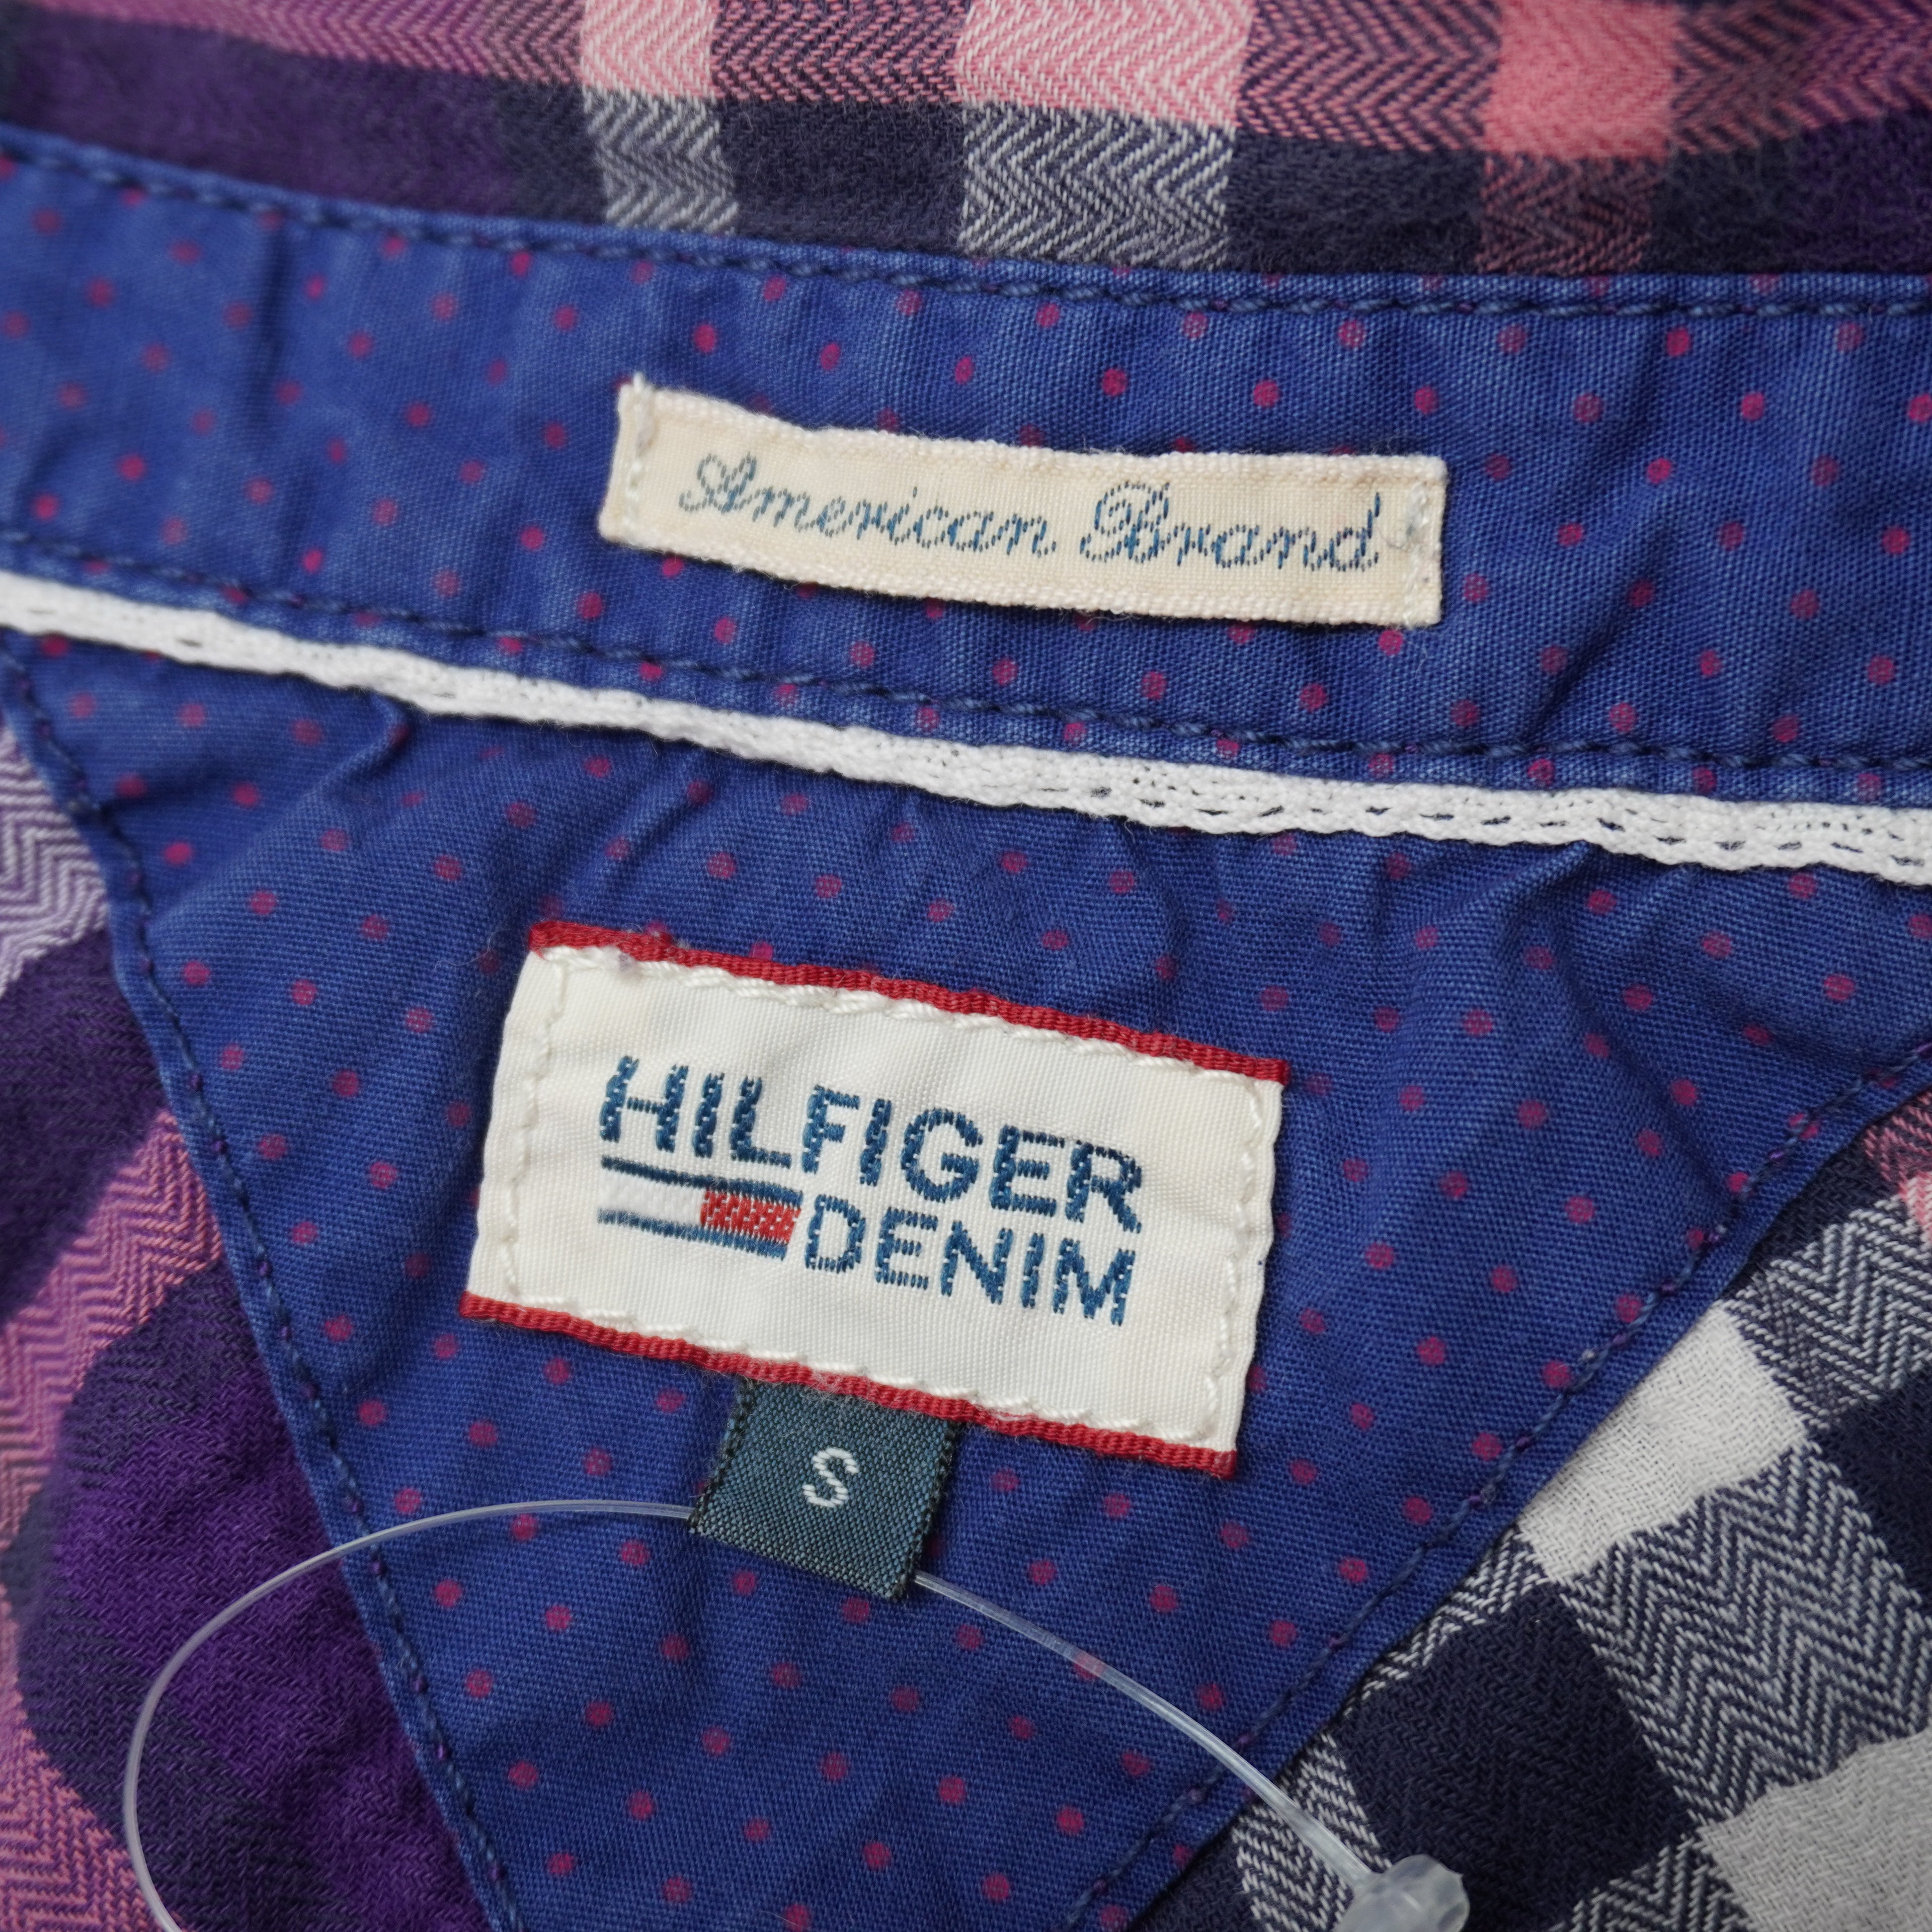 American Brand
HILFIGER
DENIM
S